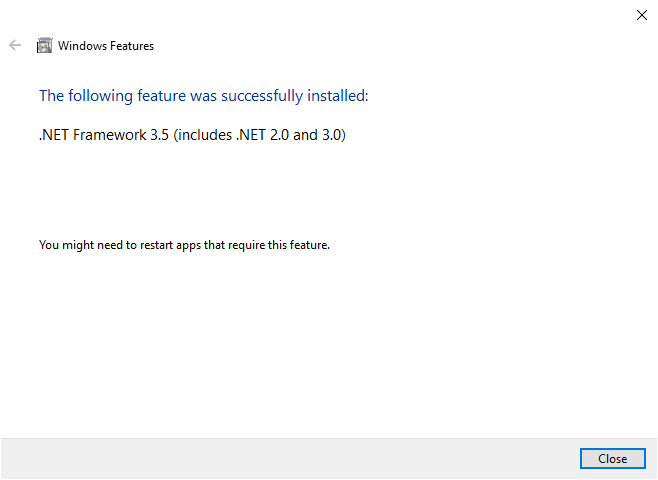 Windows Features
The following feature was successfully installed:
.NET Framework 3.5 (includes .NET 2.0 and 3.0)
You might need to restart apps that require this feature.
Close